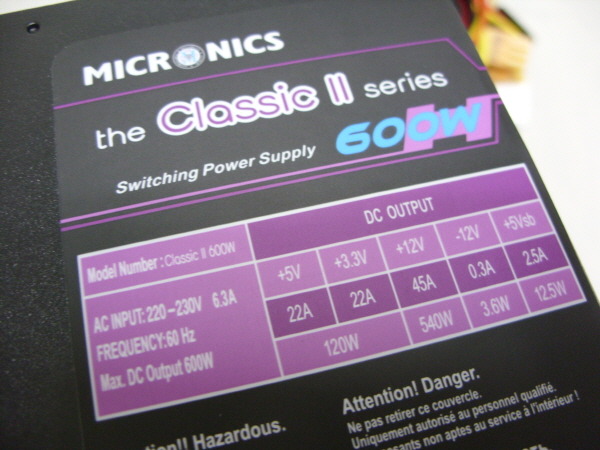 MICRONICS
the Classic II series
600W
Switching Power Supply
Model Number : Classic II 600W
DC OUTPUT
+5V +3.3V +12V -12V +5Vsb
AC INPUT: 220-230V 6.3A
22A 22A 45A 0.3A 2.5A
FREQUENCY:60 Hz
120W 540W 3.6W 12.5W
Max. DC Output 600W
Attention! Danger.
Ne pas retirer ce couvercle.
Uniquement autorisé au personnel qualifié.
non aptes au service à l'intérieur !
Hazardous.